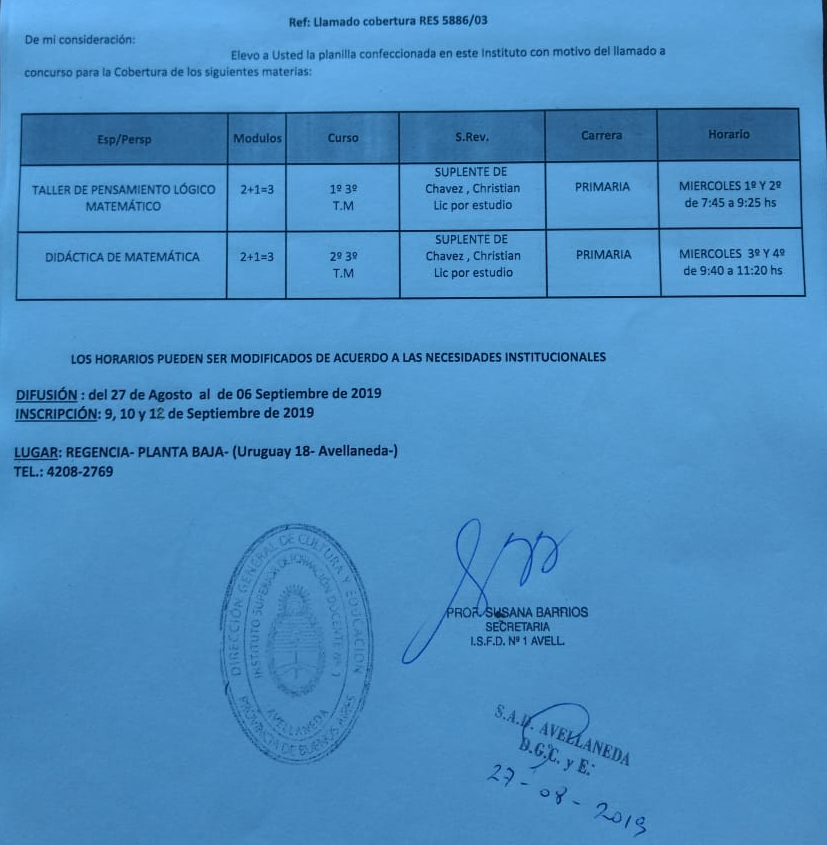 Ref: Llamado cobertura RES 5886/03
De mi consideración:
Elevo a Usted la planilla confeccionada en este Instituto con motivo del llamado a
concurso para la Cobertura de los siguientes materias:
Esp/Persp Modulos Curso S.Rev. Carrera Horario
TALLER DE PENSAMIENTO LÓGICO
MATEMÁTICO
2+1=3
1º 3º
T.M
SUPLENTE DE
Chavez , Christian
Lic por estudio
PRIMARIA
MIERCOLES 1º Y 2º
de 7:45 a 9:25 hs
DIDÁCTICA DE MATEMÁTICA
2+1=3
2º 3º
T.M
SUPLENTE DE
Chavez , Christian
Lic por estudio
PRIMARIA
MIERCOLES 3º Y 4º
de 9:40 a 11:20 hs
LOS HORARIOS PUEDEN SER MODIFICADOS DE ACUERDO A LAS NECESIDADES INSTITUCIONALES
DIFUSIÓN : del 27 de Agosto al de 06 Septiembre de 2019
INSCRIPCIÓN: 9, 10 y 12 de Septiembre de 2019
LUGAR: REGENCIA- PLANTA BAJA- (Uruguay 18- Avellaneda-)
TEL.: 4208-2769
DIRECCIÓN GENERAL DE CULTURA Y EDUCACIÓN
INSTITUTO SUPERIOR DE FORMACIÓN DOCENTE Nº 1
AVELLANEDA
PROVINCIA DE BUENOS AIRES
PROF. SUSANA BARRIOS
SECRETARIA
I.S.F.D. Nº 1 AVELL.
S.A.D. AVELLANEDA
D.G.C. y E.
27-08-2019